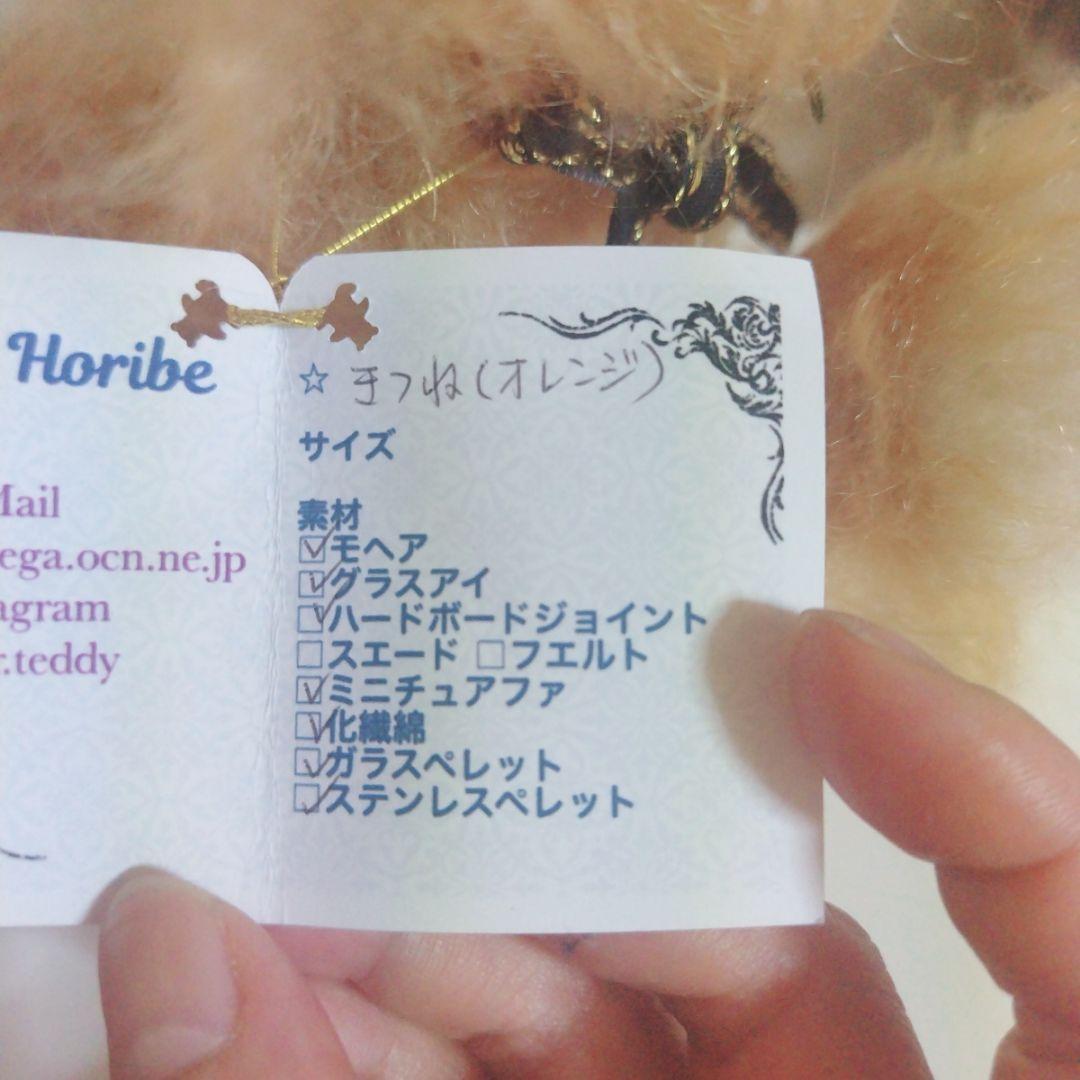 Horibe
Mail
ega.ocn.ne.jp
agram
r.teddy
☆ きつね(オレンジ)
サイズ
素材
☑モヘア
☑グラスアイ
☑ハードボードジョイント
☐スエード ☐フエルト
☑ミニチュアファ
☑化繊綿
☑ガラスペレット
☑ステンレスペレット